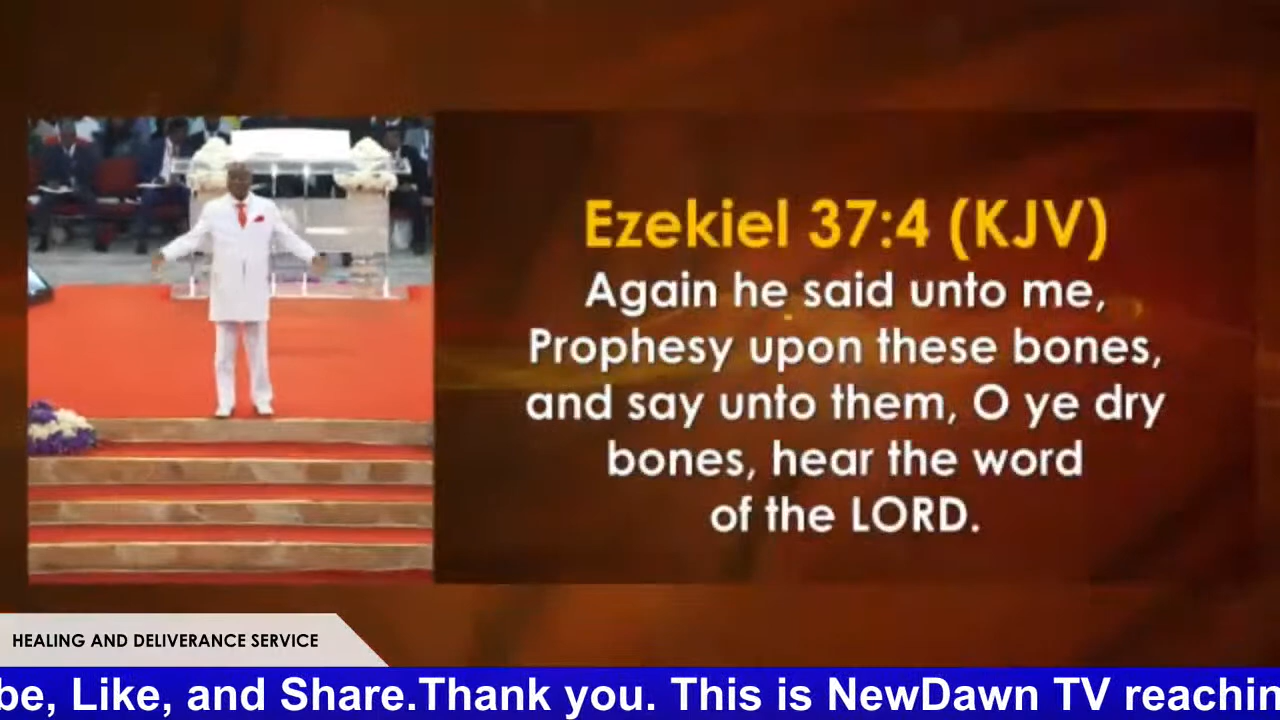 Ezekiel 37:4 (KJV)
Again he said unto me,
Prophesy upon these bones,
and say unto them, O ye dry
bones, hear the word
of the LORD.
HEALING AND DELIVERANCE SERVICE
be, Like, and Share.Thank you. This is NewDawn TV reachin